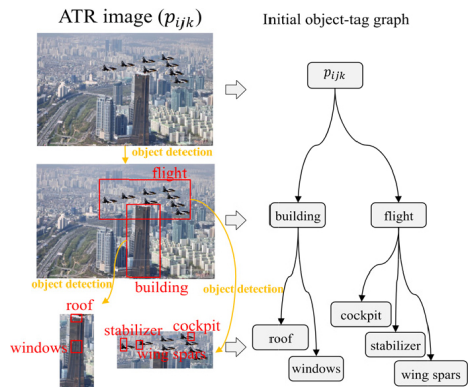 ATR image (p_ijk)
Initial object-tag graph
p_ijk
object detection
flight
building
flight
building
object detection
object detection
roof
stabilizer
cockpit
windows
wing spars
cockpit
roof
stabilizer
windows
wing spars